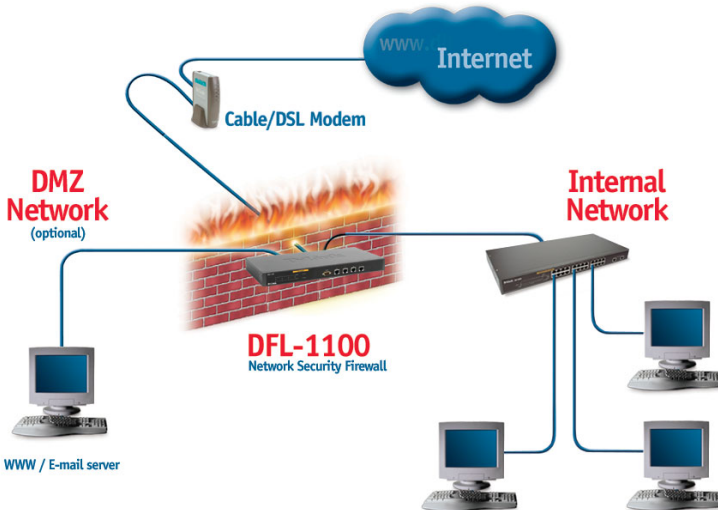 www.
Internet
Cable/DSL Modem
DMZ
Network
(optional)
Internal
Network
DFL-1100
Network Security Firewall
WWW / E-mail server